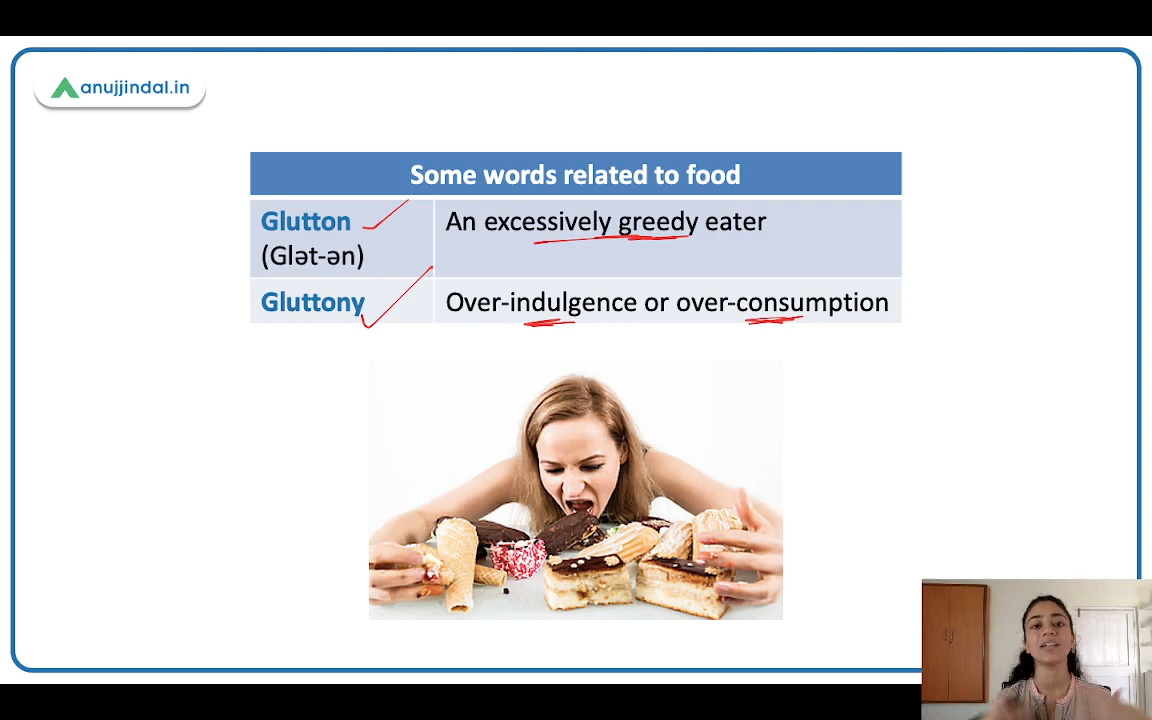 anujjindal.in
Some words related to food
Glutton
An excessively greedy eater
(Glət-ən)
Gluttony
Over-indulgence or over-consumption